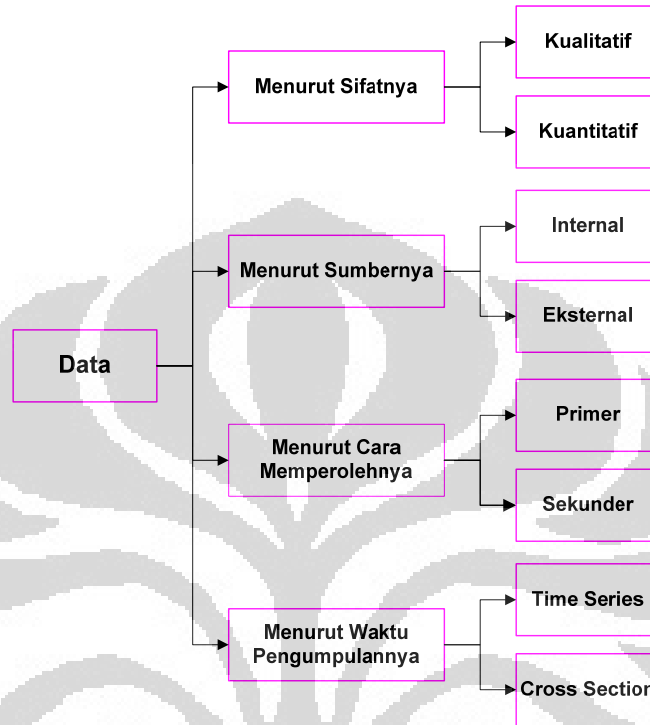 Data
Menurut Sifatnya
Kualitatif
Kuantitatif
Menurut Sumbernya
Internal
Eksternal
Menurut Cara
Memperolehnya
Primer
Sekunder
Menurut Waktu
Pengumpulannya
Time Series
Cross Section